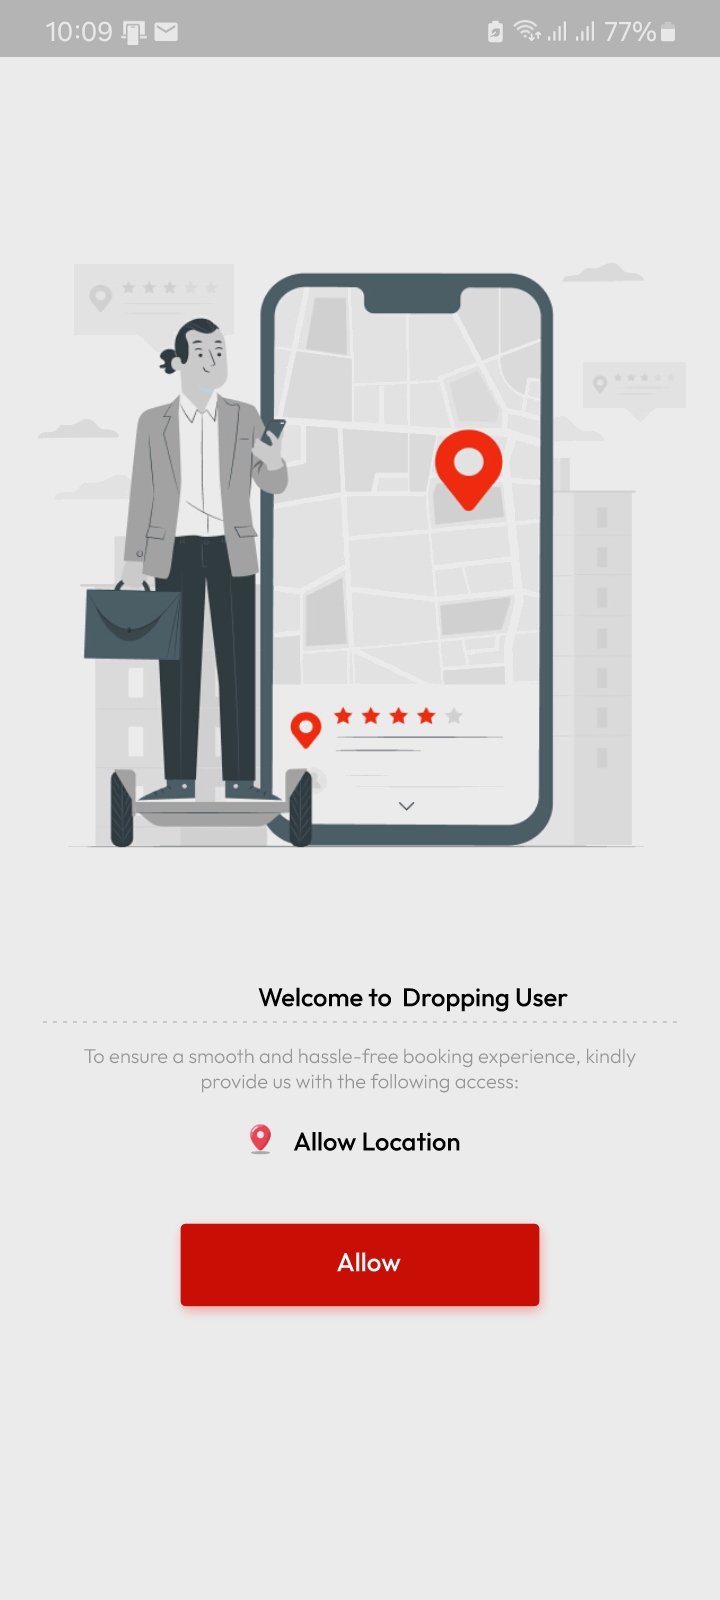 10:09 77%
Welcome to Dropping User
To ensure a smooth and hassle-free booking experience, kindly
provide us with the following access:
Allow Location
Allow